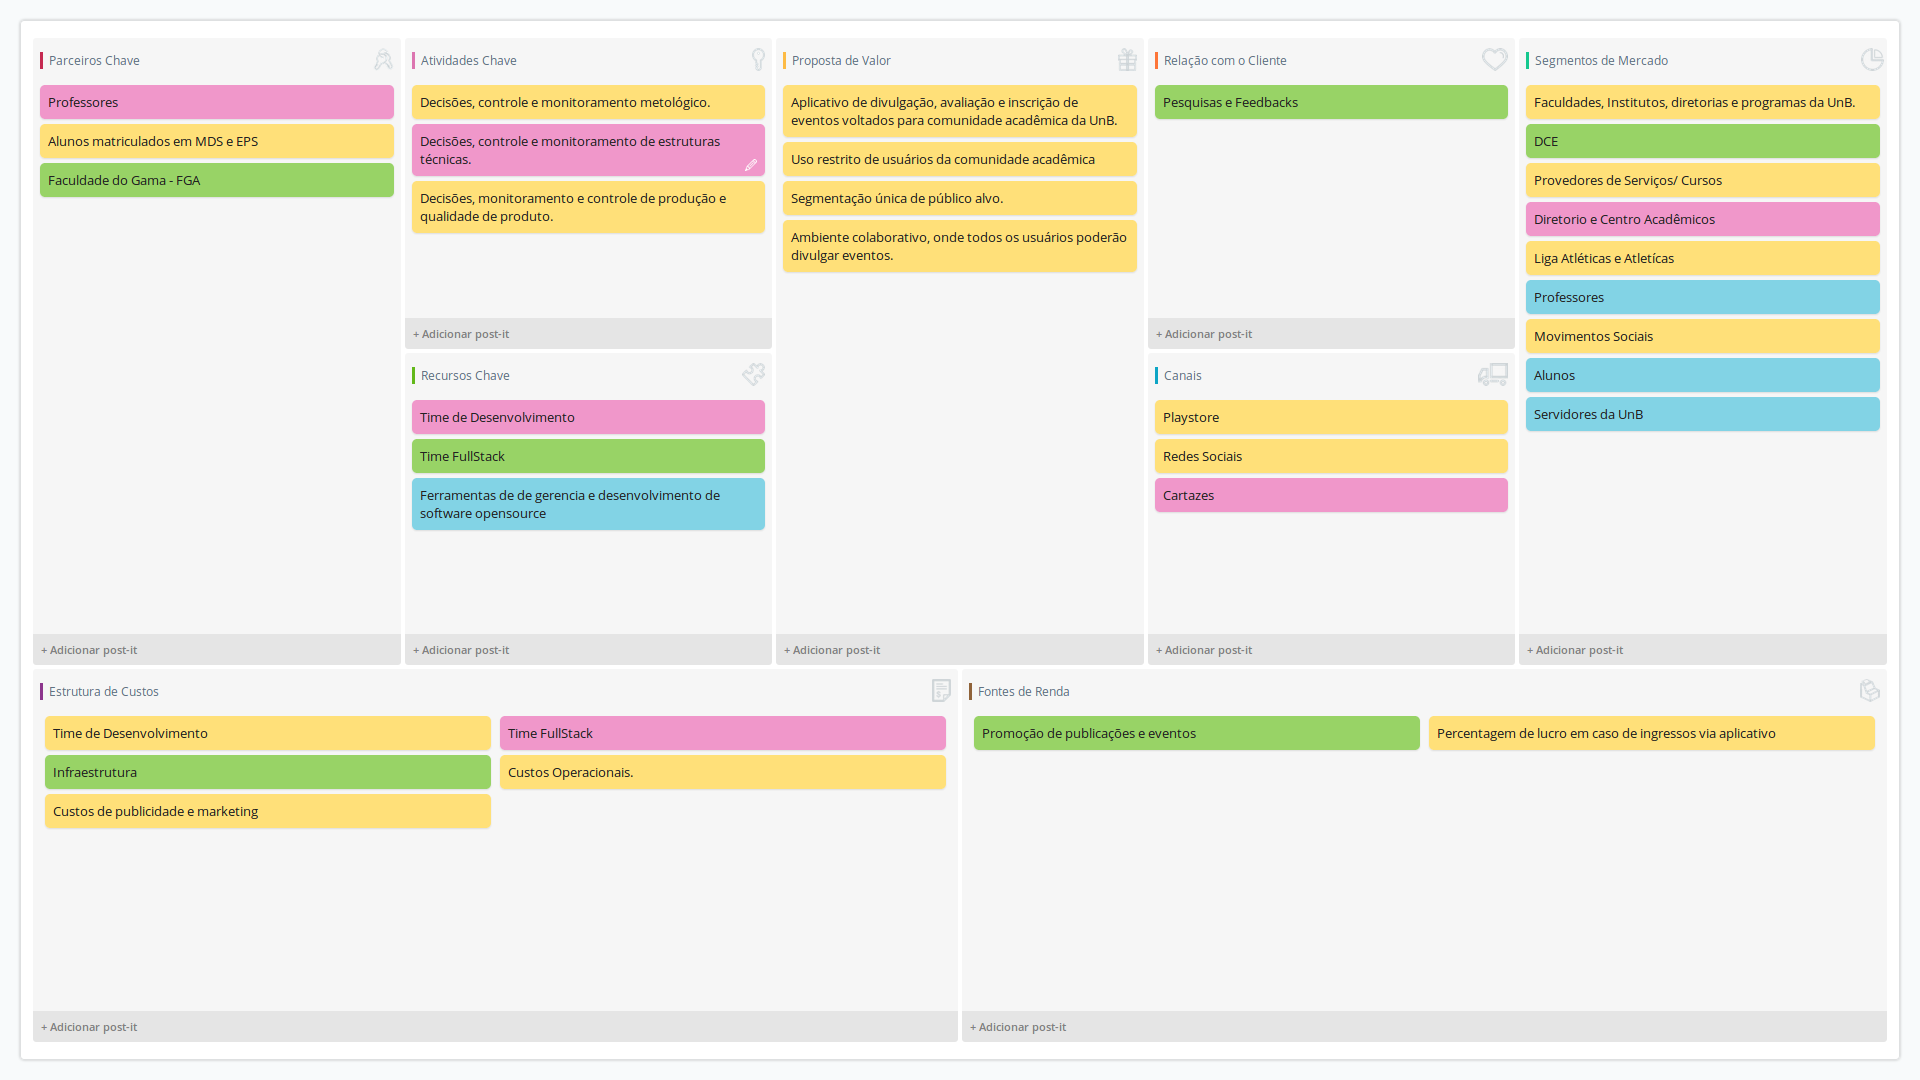 Parceiros Chave
Professores
Alunos matriculados em MDS e EPS
Faculdade do Gama - FGA
+ Adicionar post-it
Atividades Chave
Decisões, controle e monitoramento metológico.
Decisões, controle e monitoramento de estruturas
técnicas.
Decisões, monitoramento e controle de produção e
qualidade de produto.
+ Adicionar post-it
Recursos Chave
Time de Desenvolvimento
Time FullStack
Ferramentas de de gerencia e desenvolvimento de
software opensource
+ Adicionar post-it
Proposta de Valor
Aplicativo de divulgação, avaliação e inscrição de
eventos voltados para comunidade acadêmica da UnB.
Uso restrito de usuários da comunidade acadêmica
Segmentação única de público alvo.
Ambiente colaborativo, onde todos os usuários poderão
divulgar eventos.
+ Adicionar post-it
Relação com o Cliente
Pesquisas e Feedbacks
+ Adicionar post-it
Canais
Playstore
Redes Sociais
Cartazes
+ Adicionar post-it
Segmentos de Mercado
Faculdades, Institutos, diretorias e programas da UnB.
DCE
Provedores de Serviços/ Cursos
Diretorio e Centro Acadêmicos
Liga Atléticas e Atletícas
Professores
Movimentos Sociais
Alunos
Servidores da UnB
+ Adicionar post-it
Estrutura de Custos
Time de Desenvolvimento
Time FullStack
Infraestrutura
Custos Operacionais.
Custos de publicidade e marketing
+ Adicionar post-it
Fontes de Renda
Promoção de publicações e eventos
Percentagem de lucro em caso de ingressos via aplicativo
+ Adicionar post-it